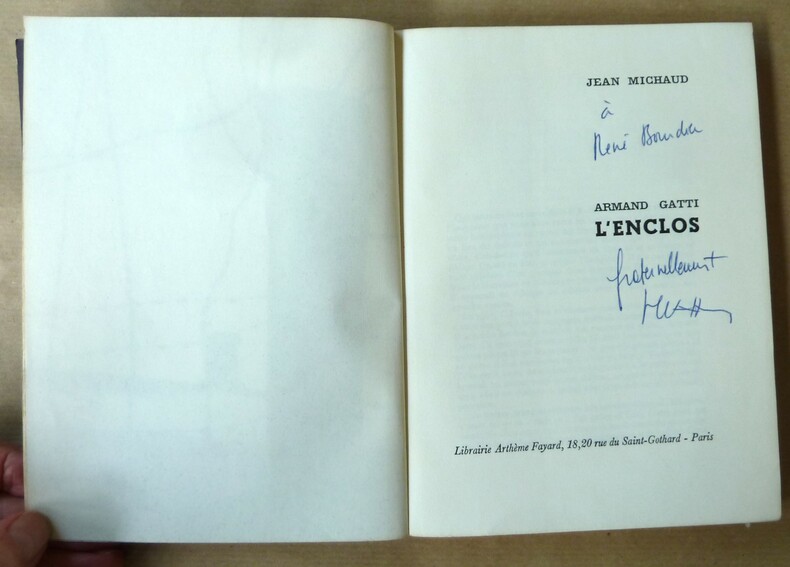 JEAN MICHAUD
à
René
ARMAND GATTI
L'ENCLOS
fraternellement
Librairie Arthème Fayard, 18,20 rue du Saint-Gothard - Paris